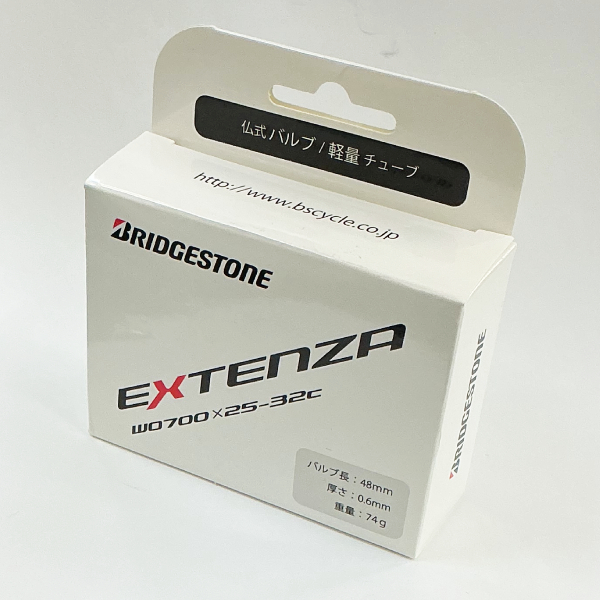 仏式 バルブ / 軽量 チューブ
http://www.bscycle.co.jp
BRIDGESTONE
EXTENZA
WO700×25-32C
バルブ長：48mm
厚さ：0.6mm
重量：74g
BRIDGESTONE